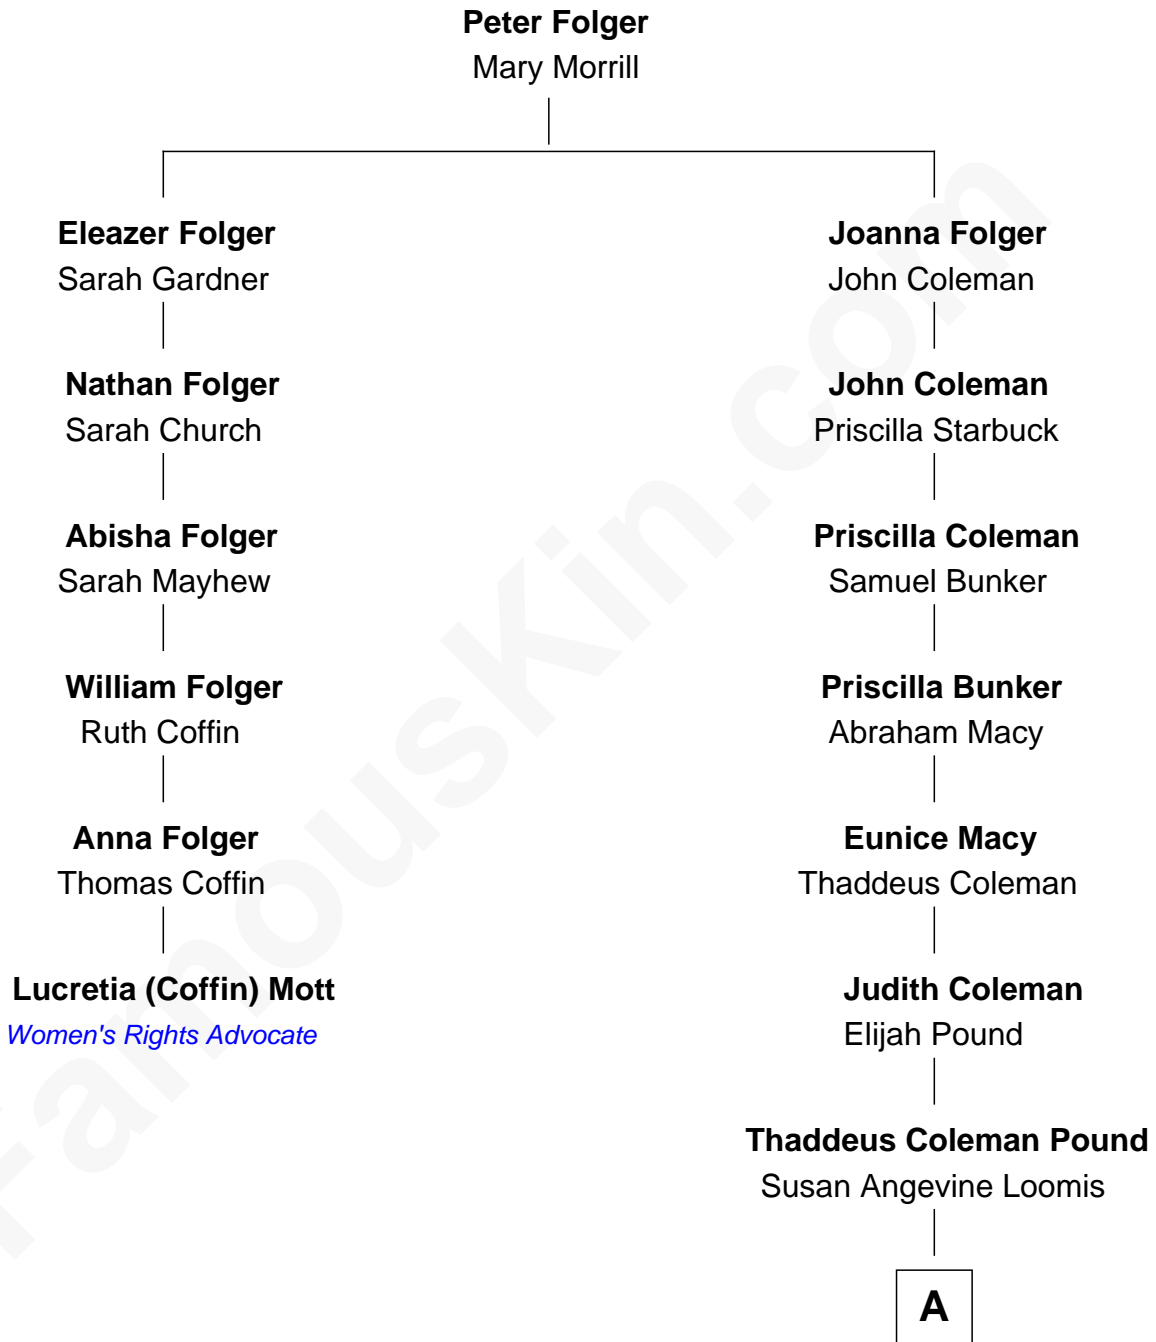 Peter Folger
Mary Morrill
Eleazer Folger
Sarah Gardner
Joanna Folger
John Coleman
Nathan Folger
Sarah Church
John Coleman
Priscilla Starbuck
Abisha Folger
Sarah Mayhew
Priscilla Coleman
Samuel Bunker
William Folger
Ruth Coffin
Priscilla Bunker
Abraham Macy
Anna Folger
Thomas Coffin
Eunice Macy
Thaddeus Coleman
Lucretia (Coffin) Mott
Women's Rights Advocate
Judith Coleman
Elijah Pound
Thaddeus Coleman Pound
Susan Angevine Loomis
A
FamousKin.com